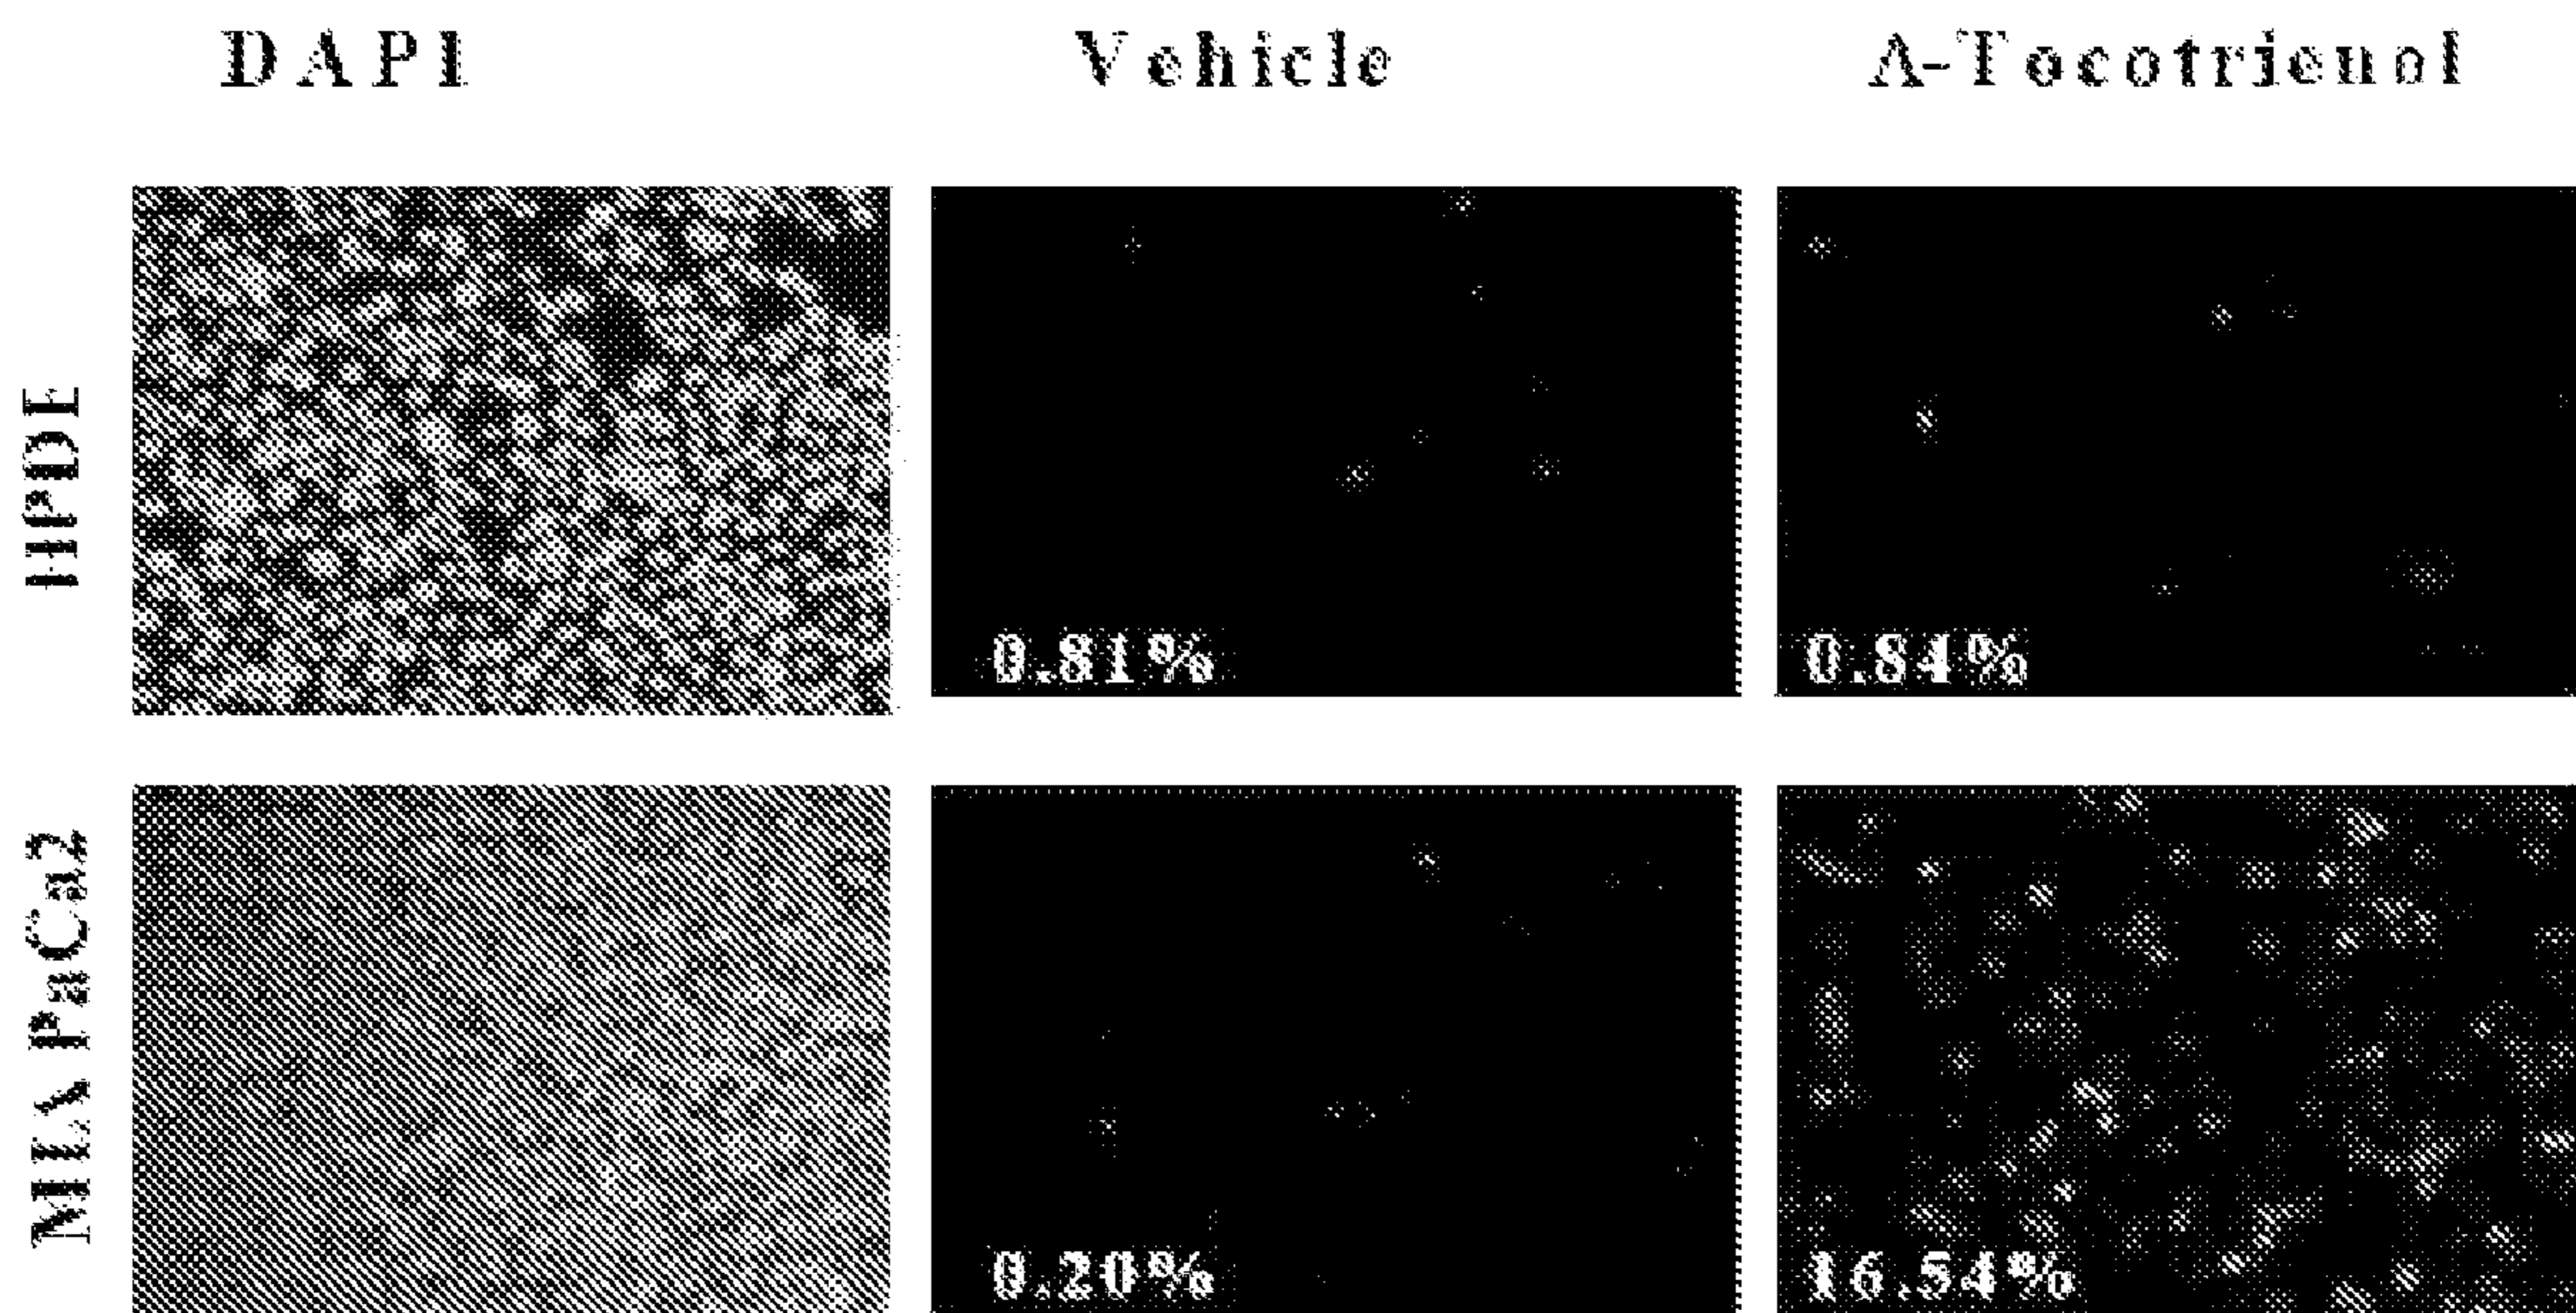 DAPI Vehicle Δ-Tocotrienol
HPDE
0.81% 0.84%
MIA PaCa2
0.20% 16.54%